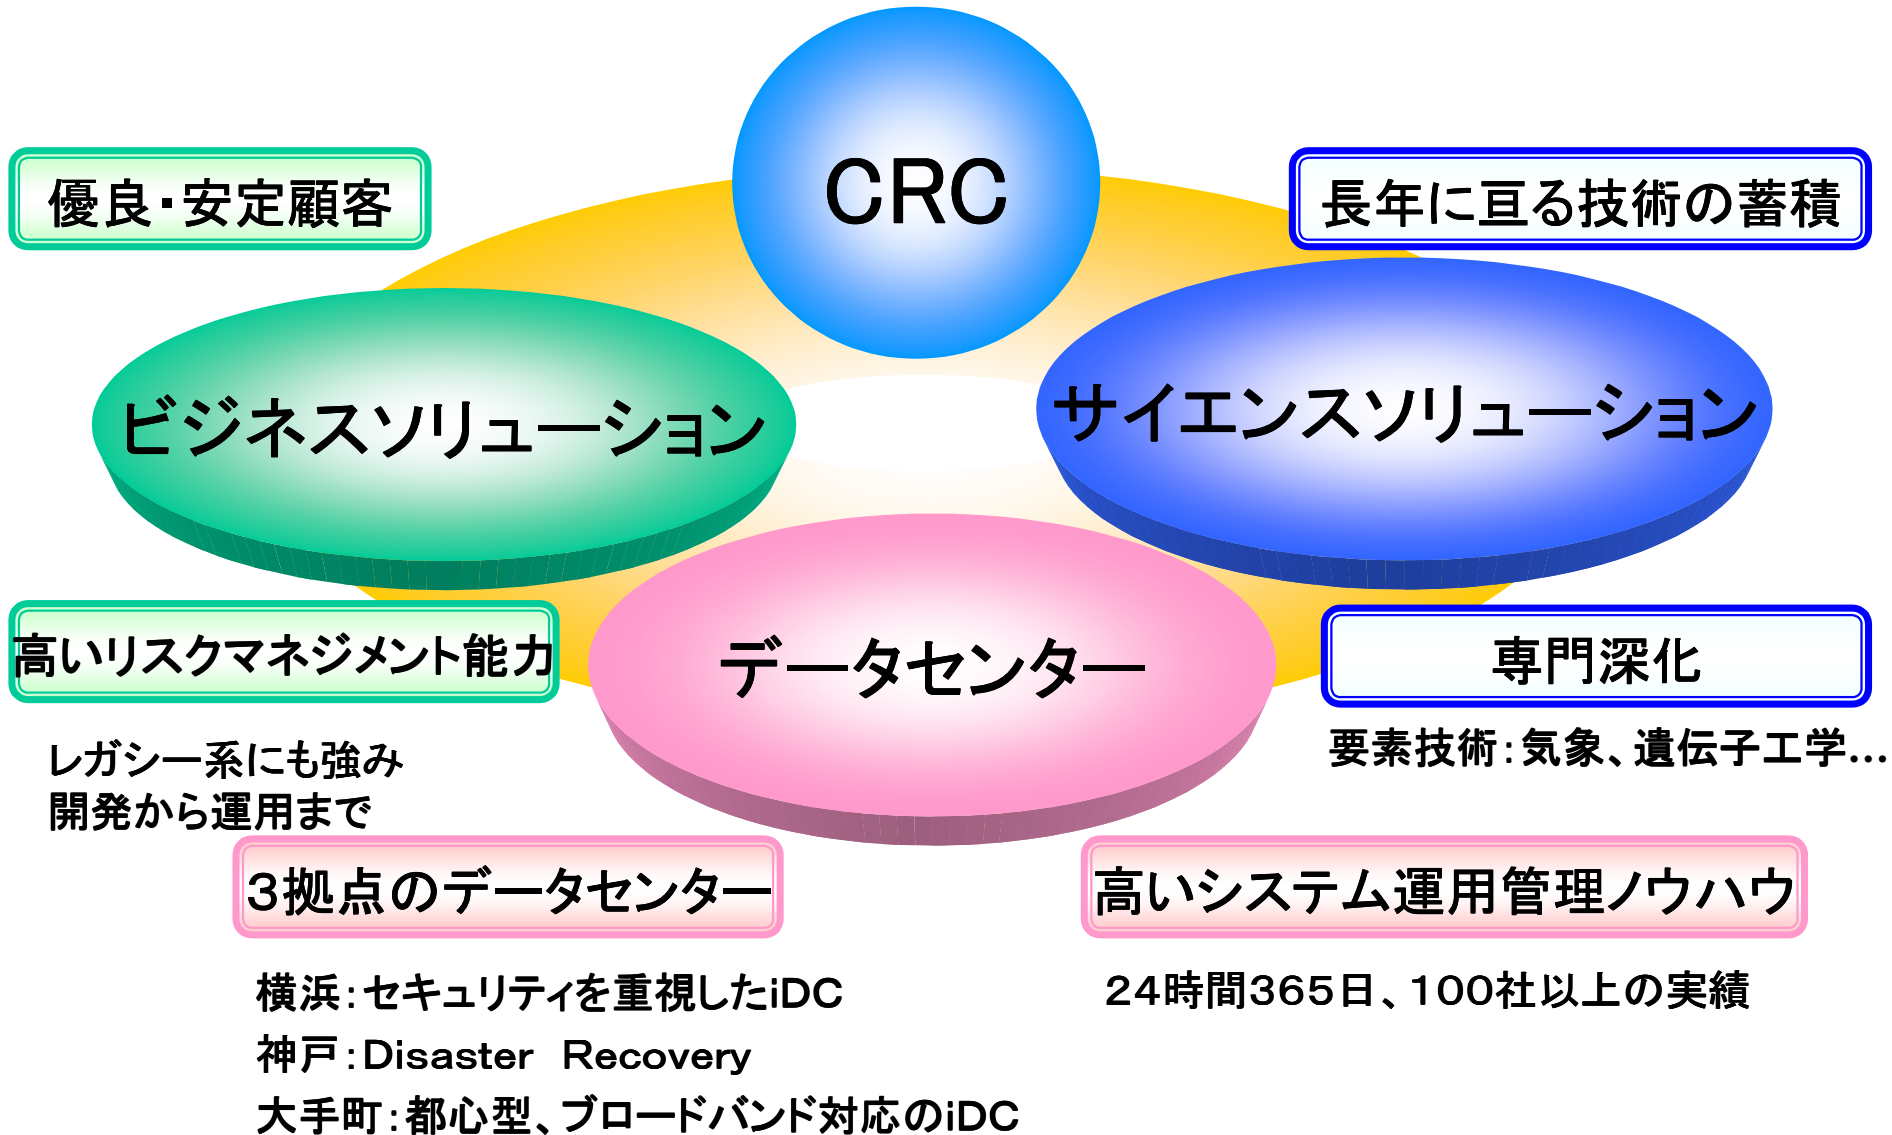 CRC
優良・安定顧客
長年に亘る技術の蓄積
ビジネスソリューション
サイエンスソリューション
データセンター
高いリスクマネジメント能力
専門深化
レガシー系にも強み
開発から運用まで
要素技術：気象、遺伝子工学…
３拠点のデータセンター
高いシステム運用管理ノウハウ
横浜：セキュリティを重視したiDC
神戸：Disaster　Recovery
大手町：都心型、ブロードバンド対応のiDC
２４時間３６５日、１００社以上の実績